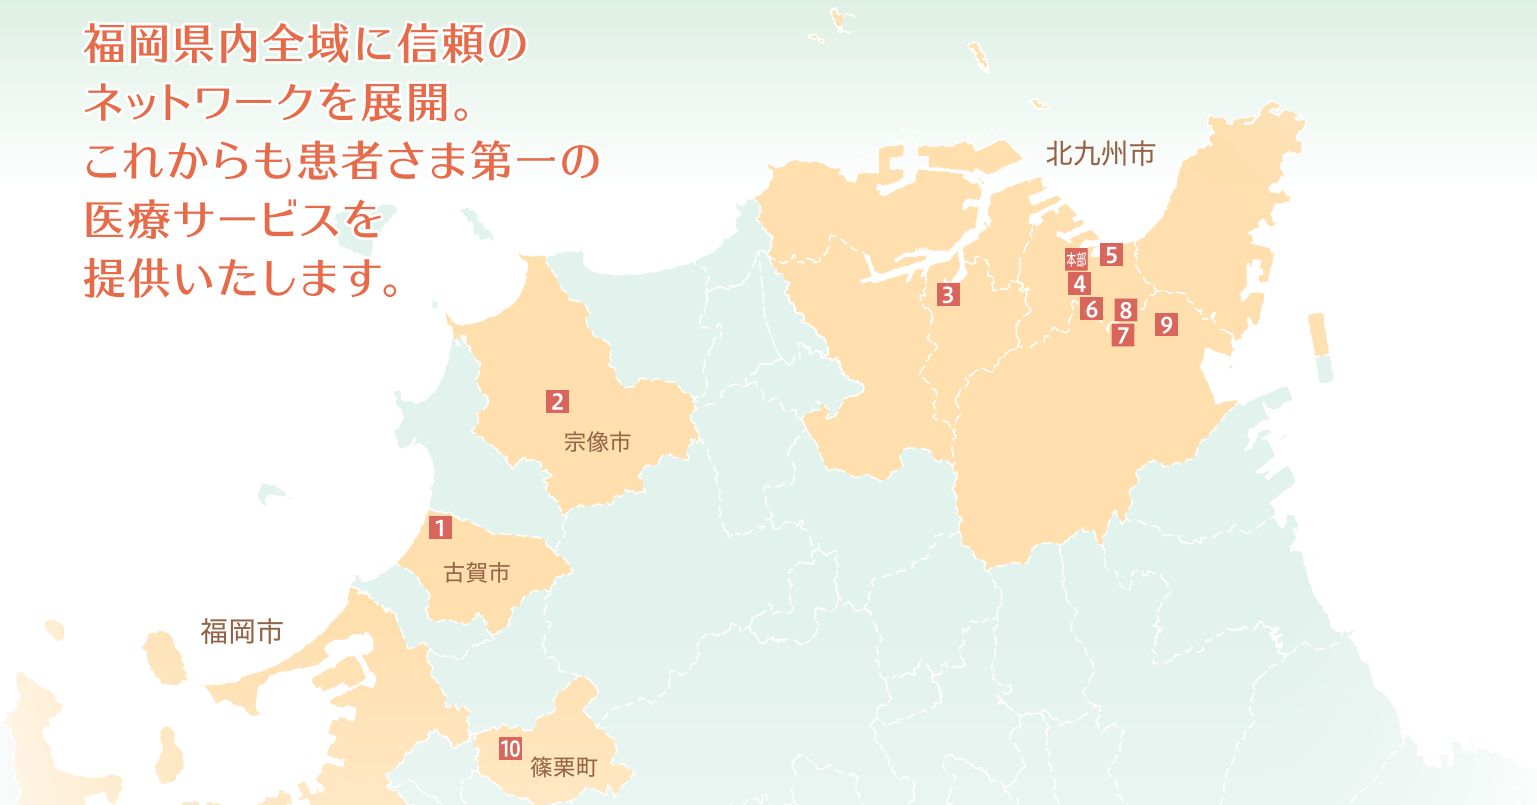 福岡県内全域に信頼の
ネットワークを展開。
これからも患者さま第一の
医療サービスを
提供いたします。
北九州市
本部
5
4
3
6
8
9
7
2
宗像市
1
古賀市
福岡市
10
篠栗町